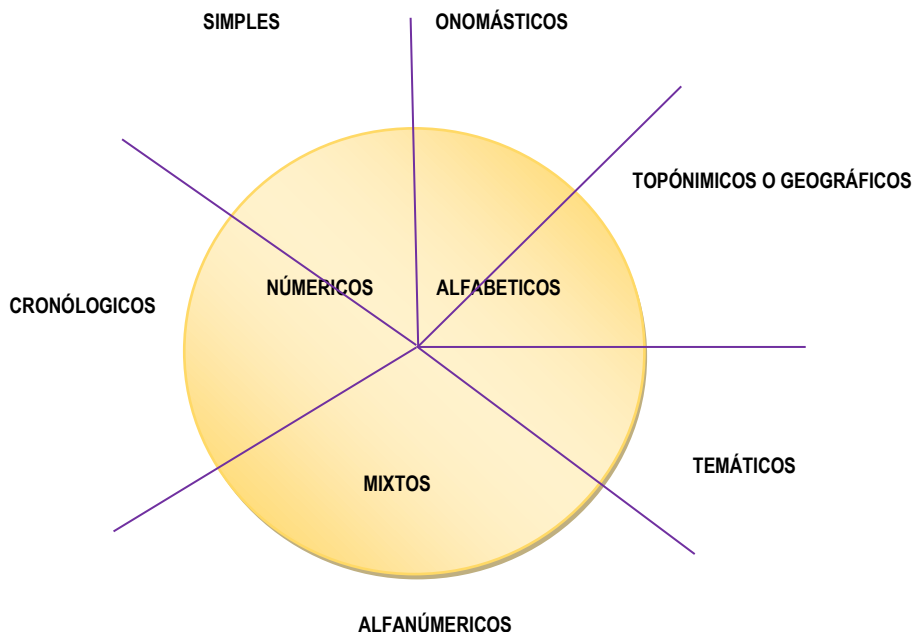 SIMPLES
ONOMÁSTICOS
TOPÓNIMICOS O GEOGRÁFICOS
NÚMERICOS
ALFABETICOS
CRONÓLOGICOS
TEMÁTICOS
MIXTOS
ALFANÚMERICOS